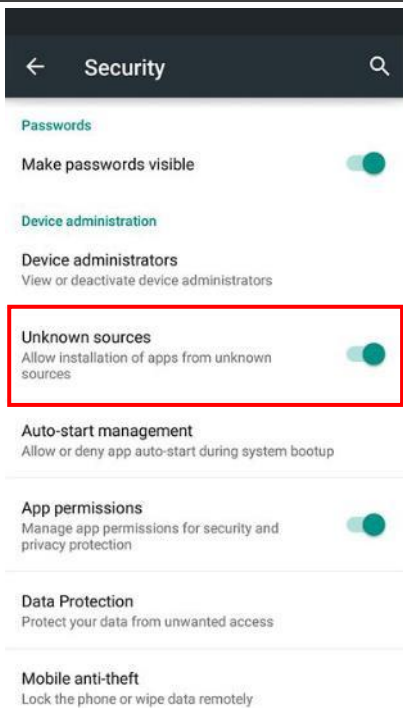 Security
Passwords
Make passwords visible
Device administration
Device administrators
View or deactivate device administrators
Unknown sources
Allow installation of apps from unknown
sources
Auto-start management
Allow or deny app auto-start during system bootup
App permissions
Manage app permissions for security and
privacy protection
Data Protection
Protect your data from unwanted access
Mobile anti-theft
Lock the phone or wipe data remotely